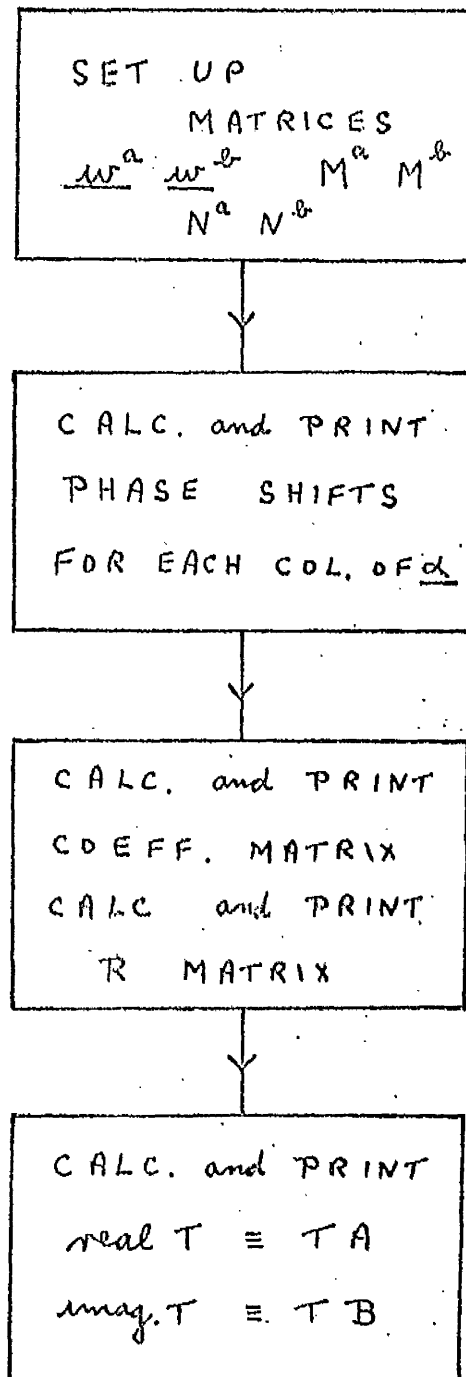 SET UP
MATRICES
w^a w^b M^a M^b
N^a N^b
CALC. and PRINT
PHASE SHIFTS
FOR EACH COL. OF α
CALC. and PRINT
COEFF. MATRIX
CALC and PRINT
R MATRIX
CALC. and PRINT
real T ≡ TA
imag. T ≡ TB